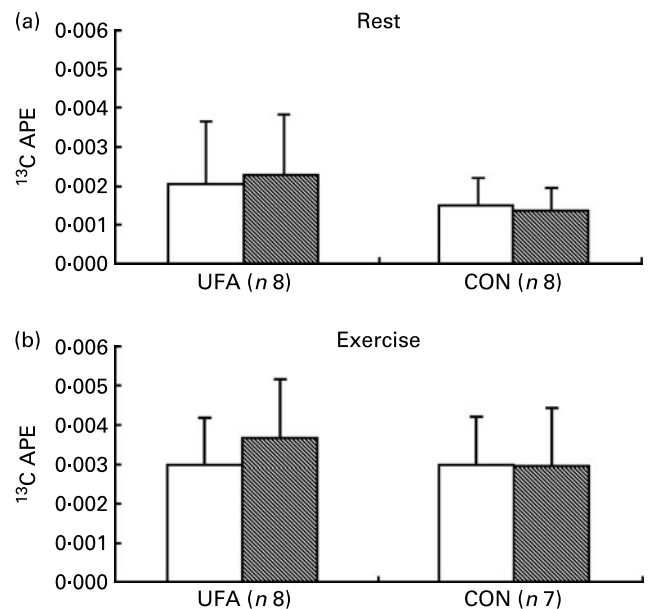 (a) Rest
0·006
0·005
0·004
0·003
0·002
0·001
0·000
¹³C APE
UFA (n 8) CON (n 8)
(b) Exercise
0·006
0·005
0·004
0·003
0·002
0·001
0·000
¹³C APE
UFA (n 8) CON (n 7)